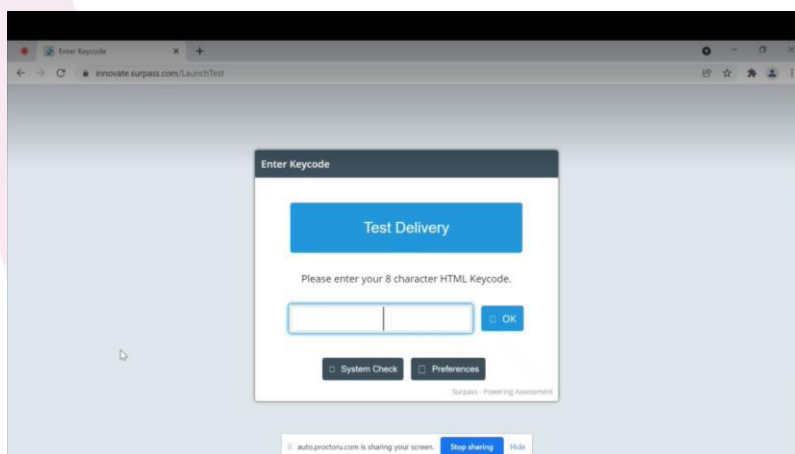 Enter Keycode
innovate.surpass.com/LaunchTest
Enter Keycode
Test Delivery
Please enter your 8 character HTML Keycode.
OK
System Check Preferences
Surpass - Powering Assessment
auto.proctoru.com is sharing your screen. Stop sharing Hide